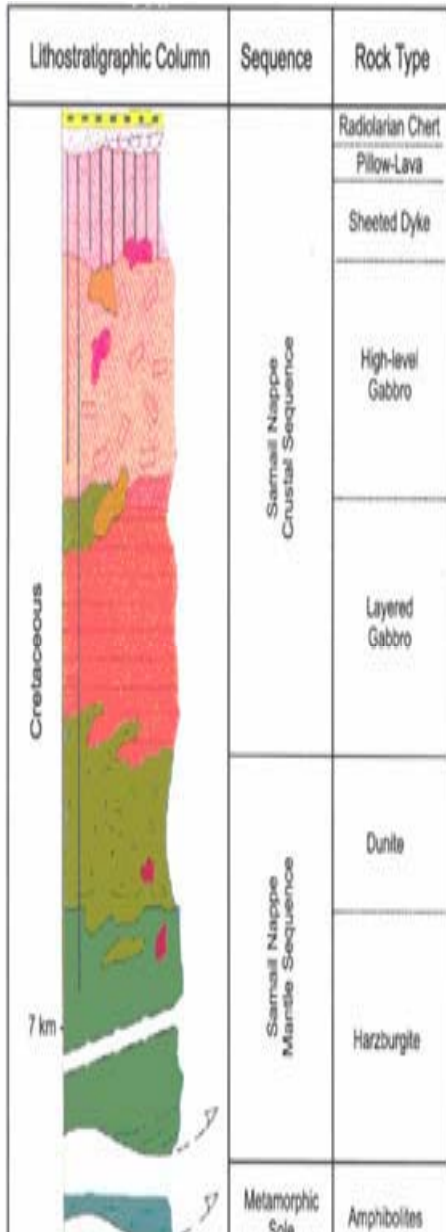 Lithostratigraphic Column
Sequence
Rock Type
Cretaceous
7 km
Samail Nappe
Crustal Sequence
Samail Nappe
Mantle Sequence
Metamorphic
Sole
Radiolarian Chert
Pillow-Lava
Sheeted Dyke
High-level
Gabbro
Layered
Gabbro
Dunite
Harzburgite
Amphibolites